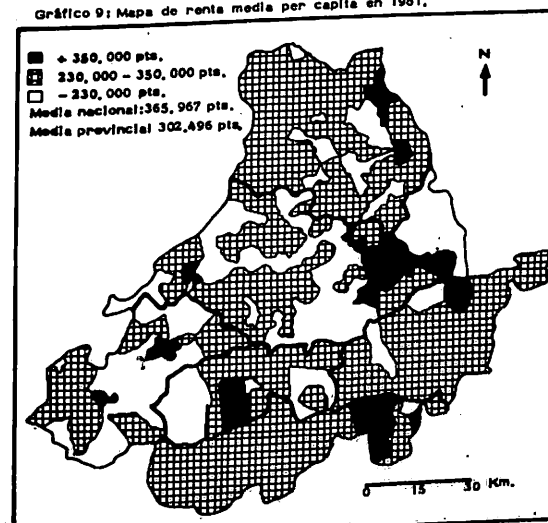 Gráfico 9: Mapa de renta media per capita en 1981.
+ 350,000 pts.
230,000 - 350,000 pts.
- 230,000 pts.
Media nacional:365,967 pts.
Media provincial 302,496 pts.
N
0 15 30 Km.